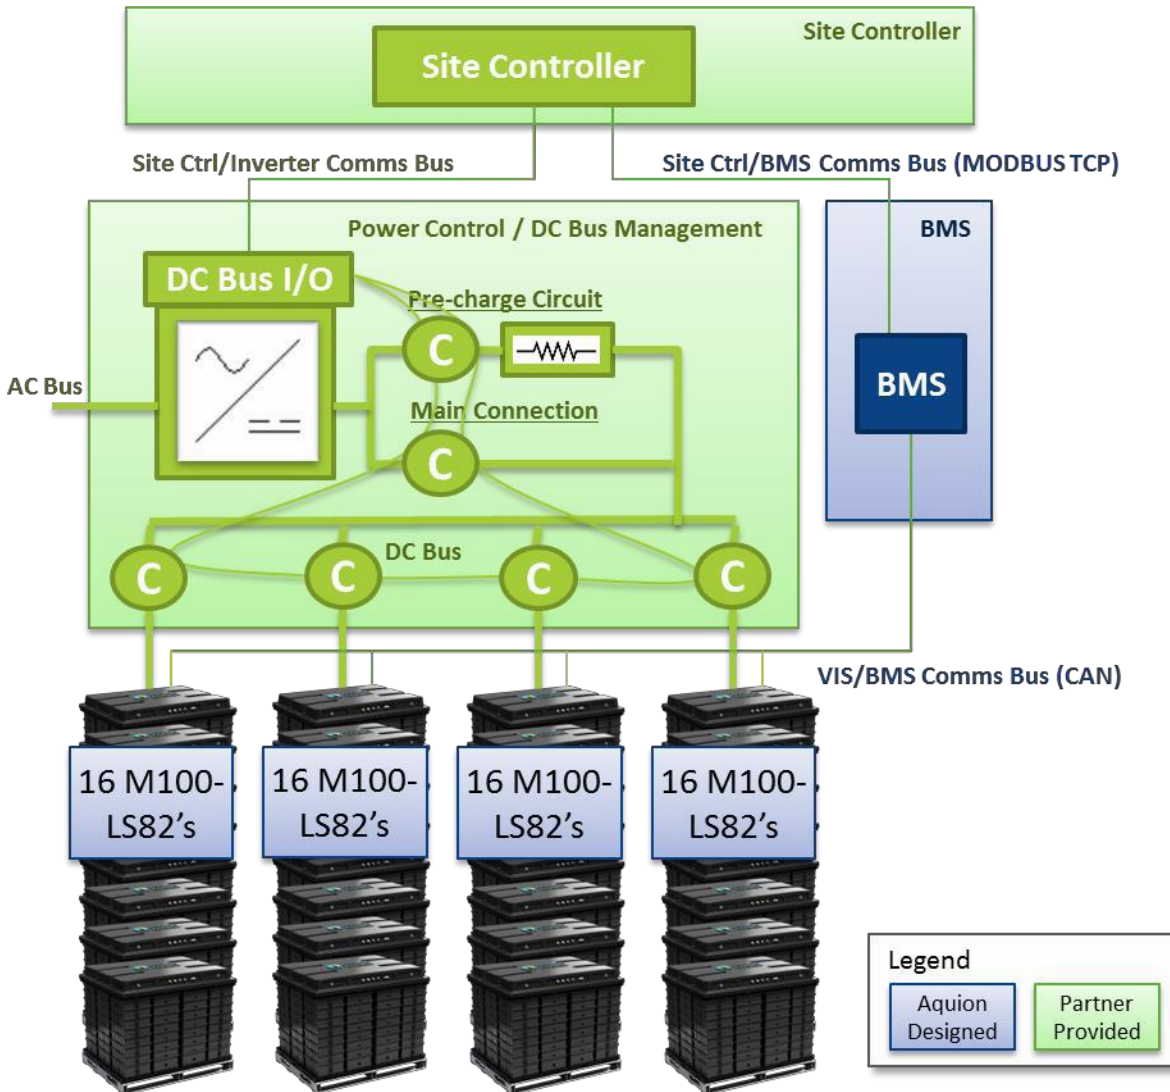 Site Controller
Site Controller
Site Ctrl/Inverter Comms Bus
Site Ctrl/BMS Comms Bus (MODBUS TCP)
Power Control / DC Bus Management
BMS
DC Bus I/O
Pre-charge Circuit
C
BMS
AC Bus
Main Connection
C
DC Bus
C
C
C
C
VIS/BMS Comms Bus (CAN)
16 M100-
LS82's
16 M100-
LS82's
16 M100-
LS82's
16 M100-
LS82's
Legend
Aquion
Designed
Partner
Provided